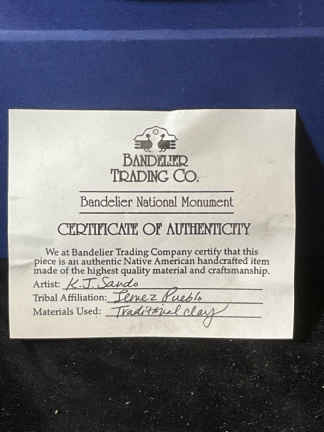 BANDELIER
TRADING CO.
Bandelier National Monument
CERTIFICATE OF AUTHENTICITY
We at Bandelier Trading Company certify that this
piece is an authentic Native American handcrafted item
made of the highest quality material and craftsmanship.
Artist: K.J. Sando
Tribal Affiliation: Jemez Pueblo
Materials Used: Traditonal clay